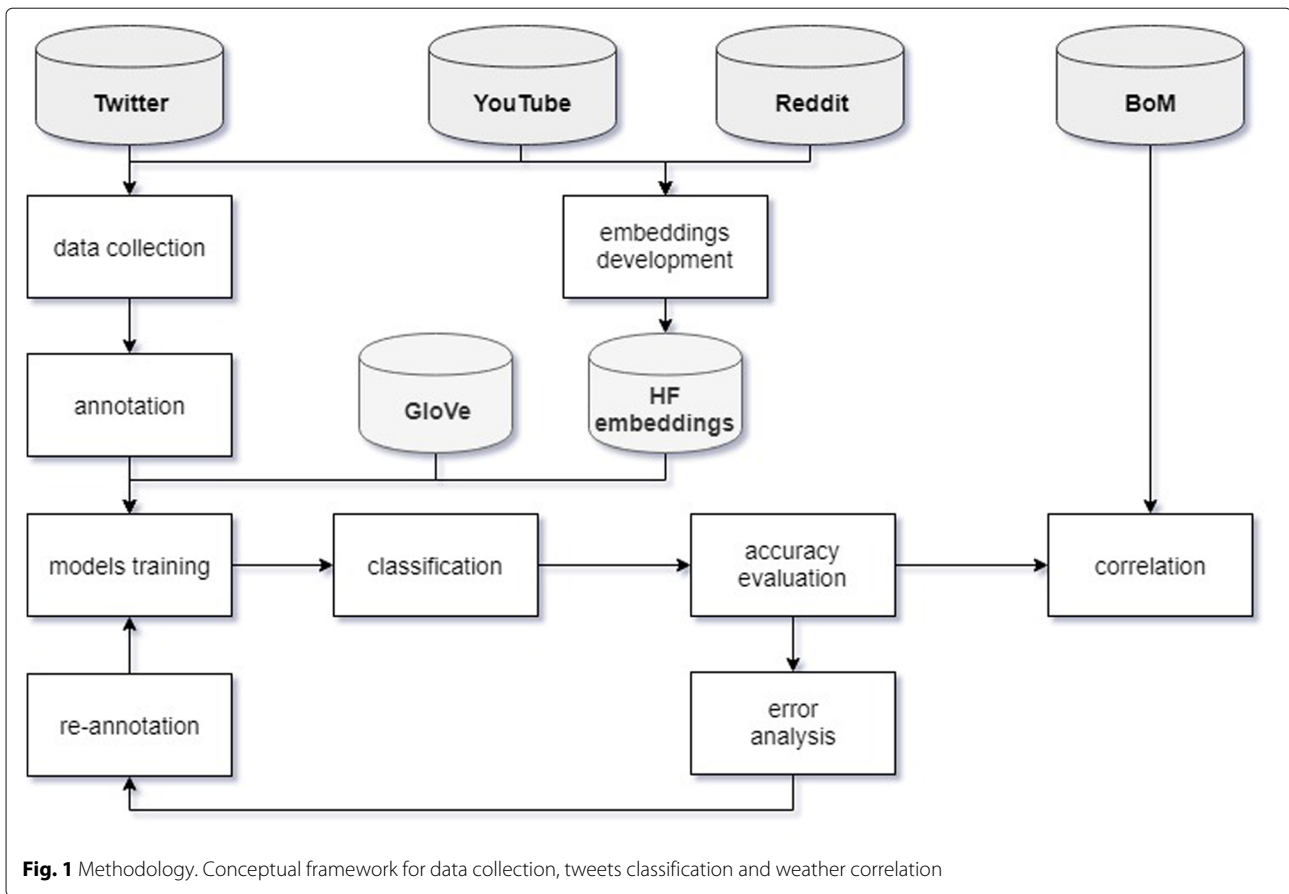 Twitter
YouTube
Reddit
BoM
data collection
embeddings
development
annotation
GloVe
HF
embeddings
models training
classification
accuracy
evaluation
correlation
re-annotation
error
analysis
Fig. 1 Methodology. Conceptual framework for data collection, tweets classification and weather correlation